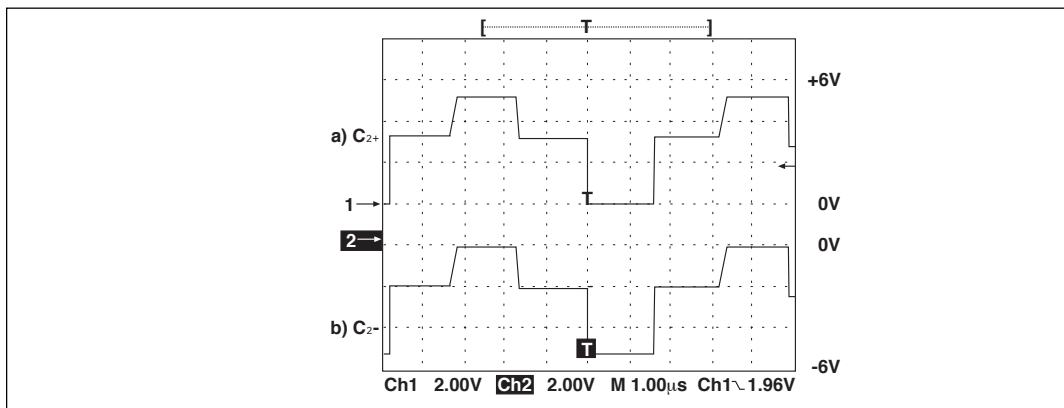 [ T ]
+6V
a) C₂₊
T
1
0V
2
0V
b) C₂-
T
-6V
Ch1 2.00V Ch2 2.00V M 1.00µs Ch1 1.96V